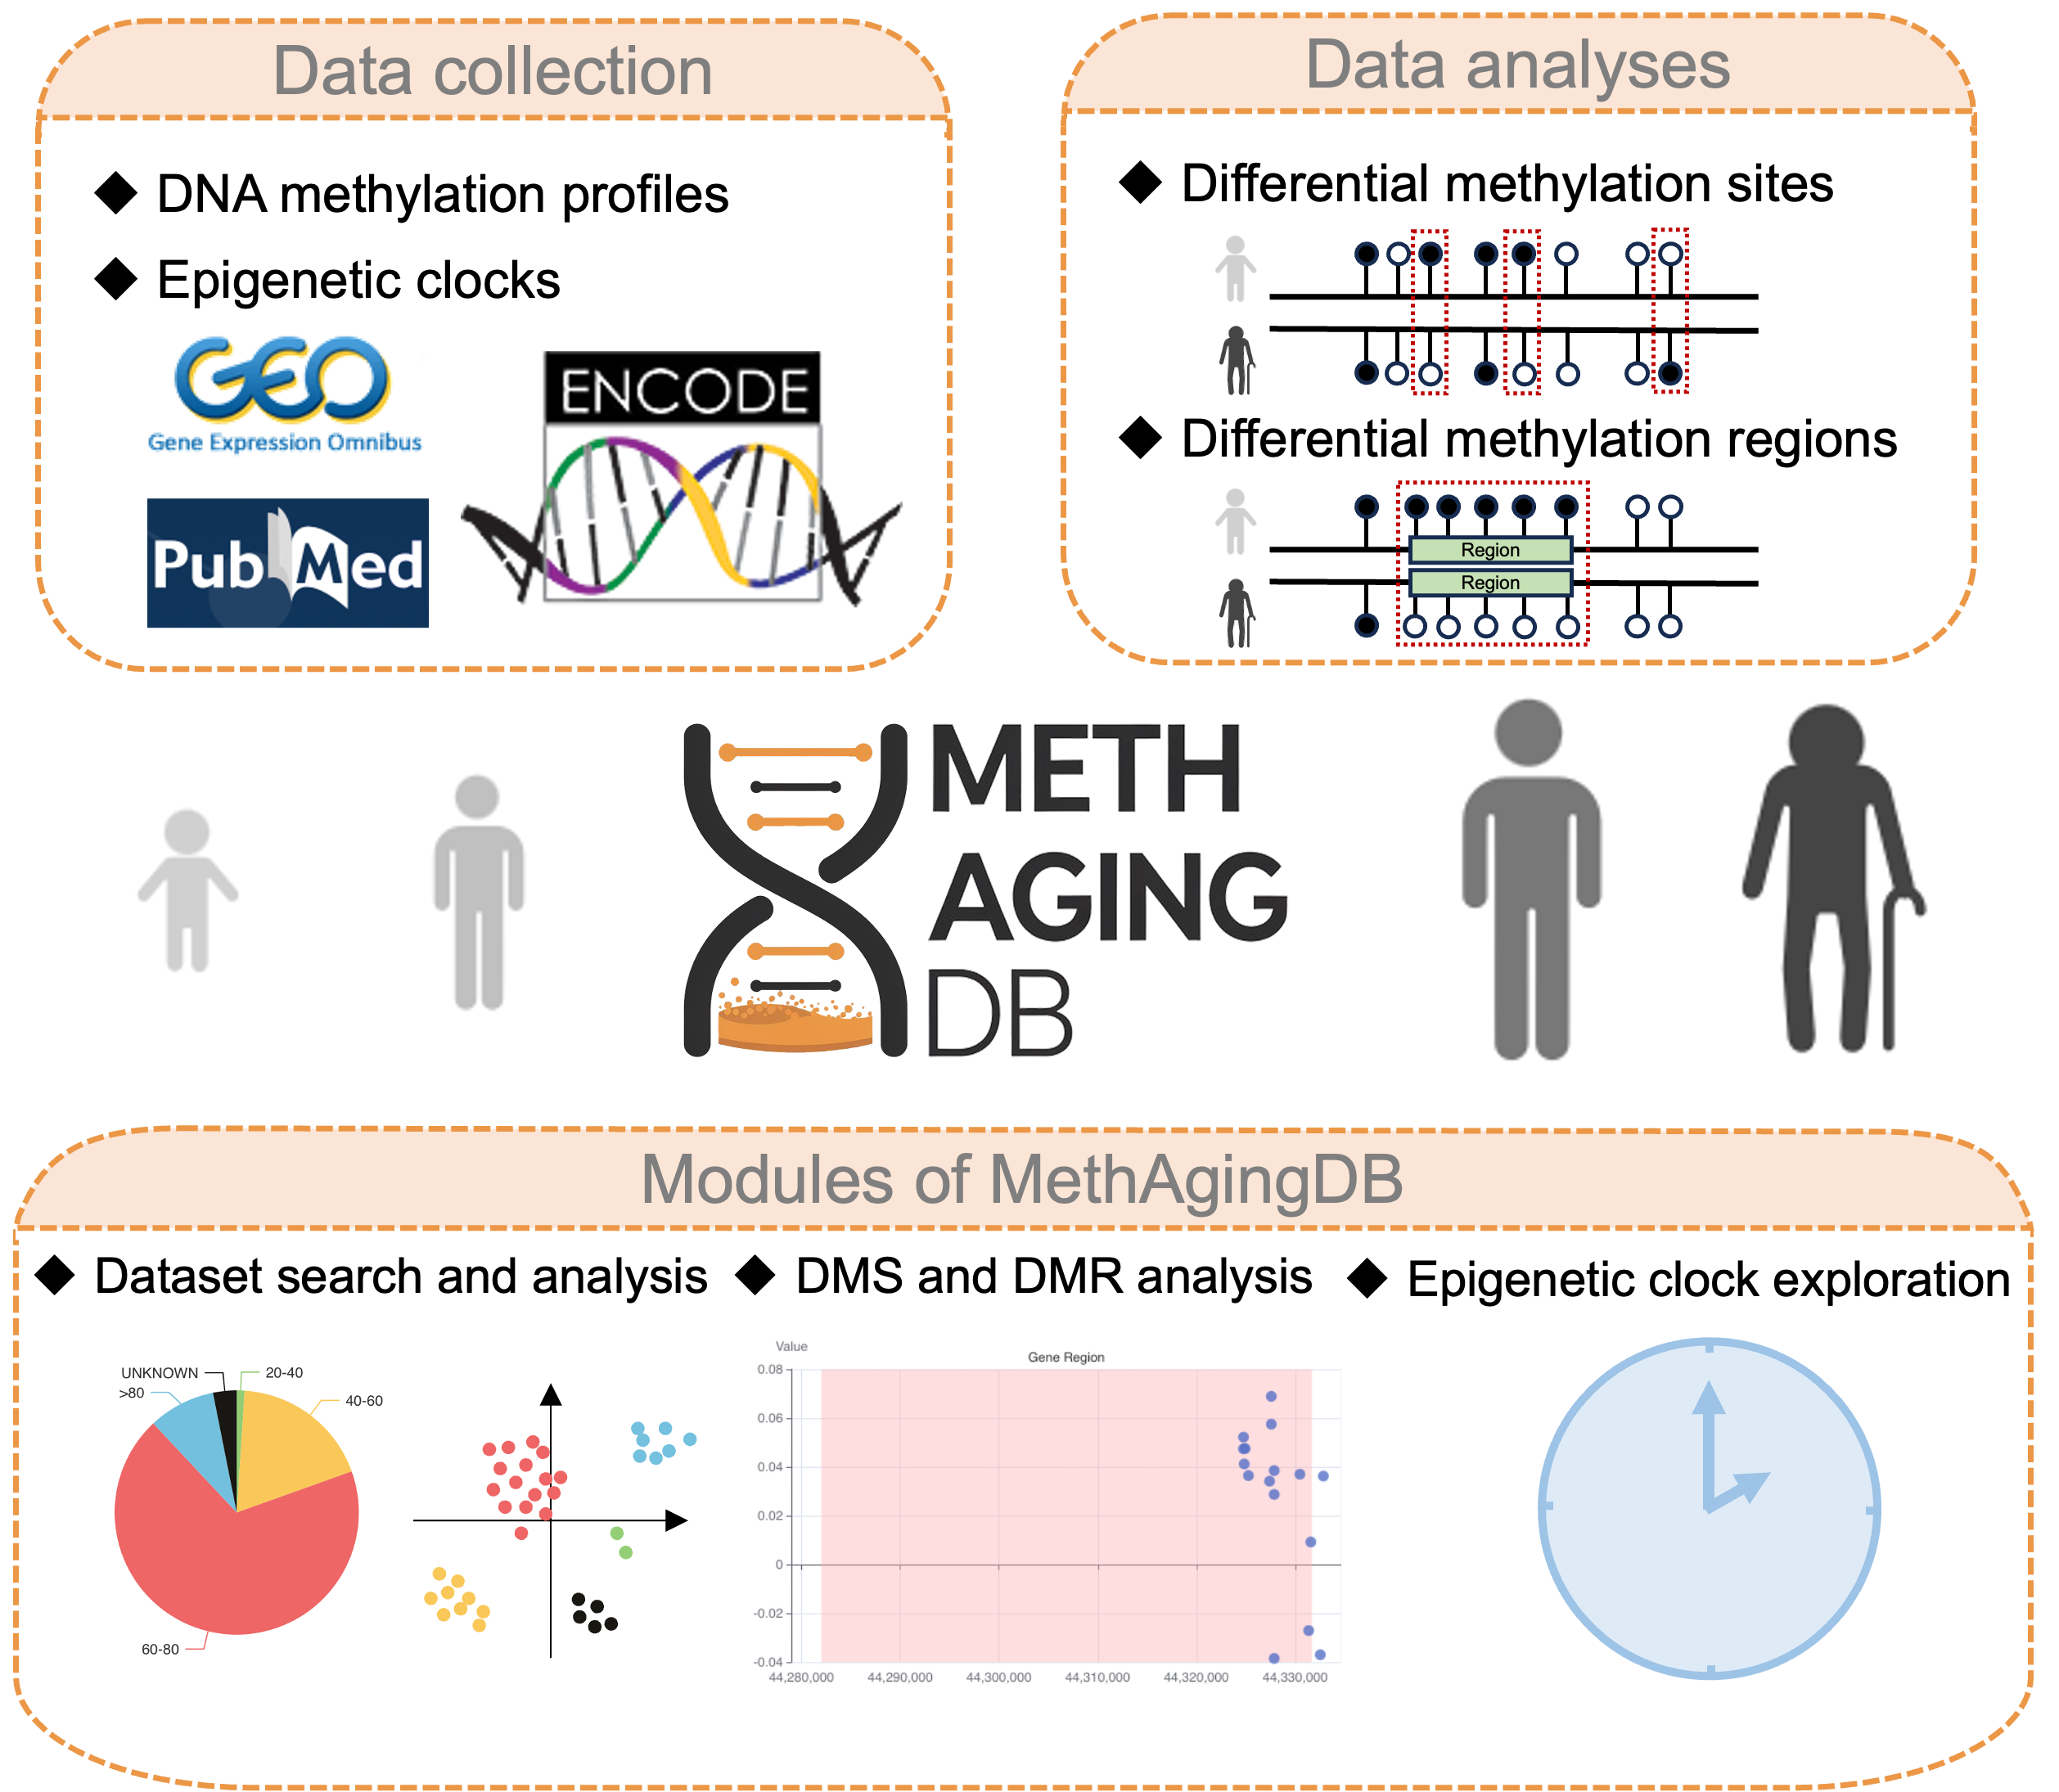 Data collection
DNA methylation profiles
Epigenetic clocks
GEO
Gene Expression Omnibus
ENCODE
PubMed
Data analyses
Differential methylation sites
Differential methylation regions
Region
Region
METH
AGING
DB
Modules of MethAgingDB
Dataset search and analysis
UNKNOWN
20-40
>80
40-60
60-80
DMS and DMR analysis
Value
Gene Region
0.08
0.06
0.04
0.02
0
-0.02
-0.04
44,280,000
44,290,000
44,300,000
44,310,000
44,320,000
44,330,000
Epigenetic clock exploration